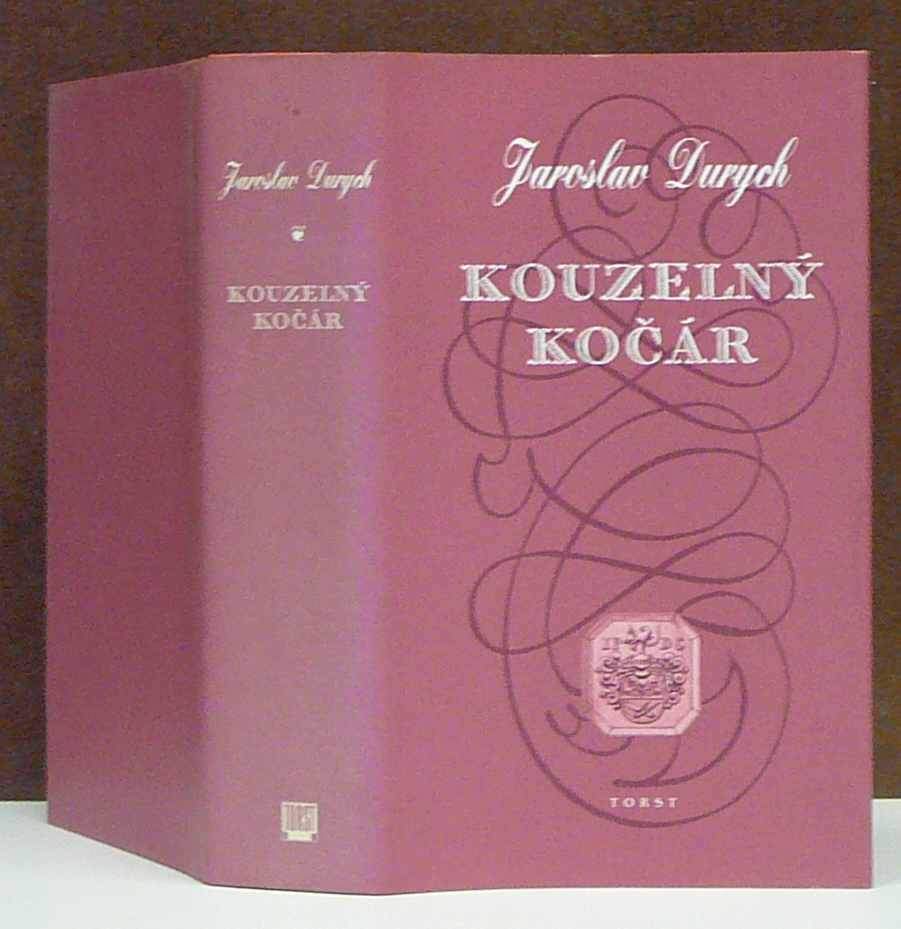 Jaroslav Durych
KOUZELNÝ
KOČÁR
Jaroslav Durych
KOUZELNÝ
KOČÁR
TORST